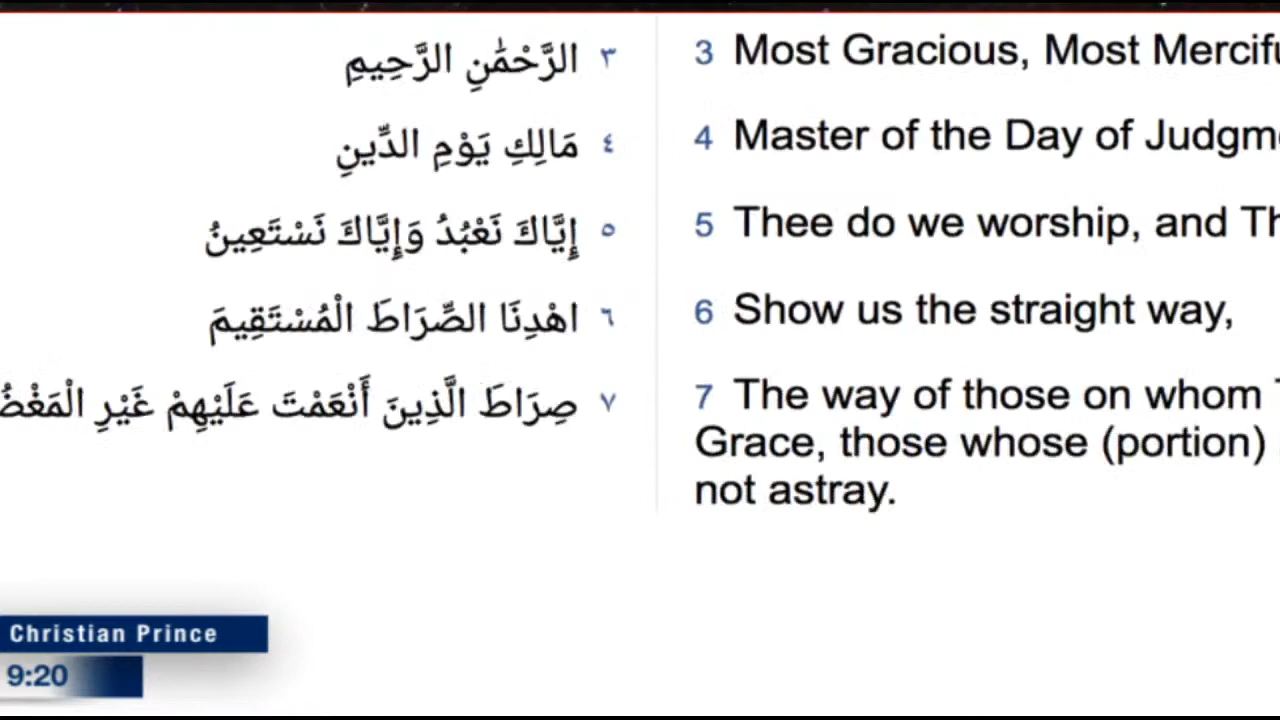 ٣ الرَّحْمَٰنِ الرَّحِيمِ
٤ مَالِكِ يَوْمِ الدِّينِ
٥ إِيَّاكَ نَعْبُدُ وَإِيَّاكَ نَسْتَعِينُ
٦ اهْدِنَا الصِّرَاطَ الْمُسْتَقِيمَ
٧ صِرَاطَ الَّذِينَ أَنْعَمْتَ عَلَيْهِمْ غَيْرِ
3 Most Gracious, Most
4 Master of the Day of
5 Thee do we worship, and
6 Show us the straight way,
7 The way of those on whom
Grace, those whose (portion)
not astray.
Christian Prince
9:20